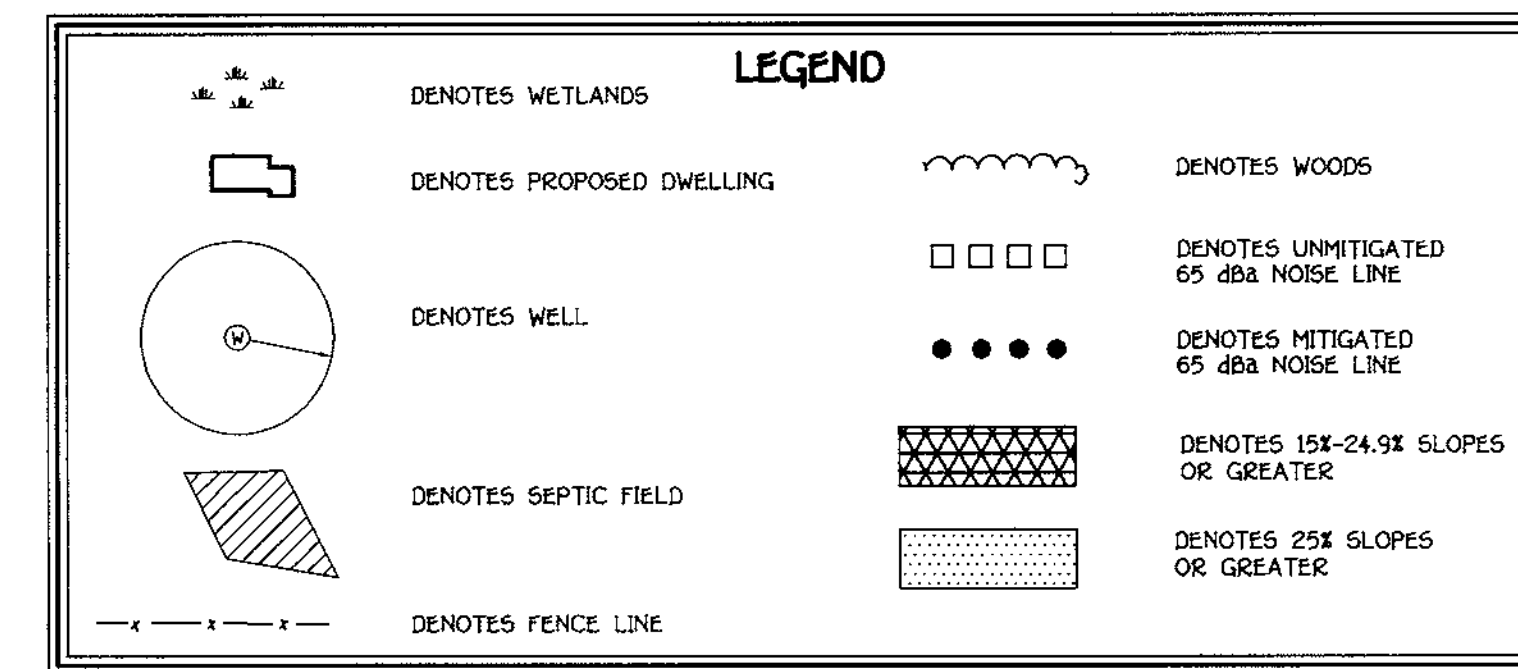 LEGEND
DENOTES WETLANDS
DENOTES PROPOSED DWELLING
W
DENOTES WELL
DENOTES SEPTIC FIELD
x x x
DENOTES FENCE LINE
DENOTES WOODS
DENOTES UNMITIGATED
65 dBa NOISE LINE
DENOTES MITIGATED
65 dBa NOISE LINE
DENOTES 15%-24.9% SLOPES
OR GREATER
DENOTES 25% SLOPES
OR GREATER